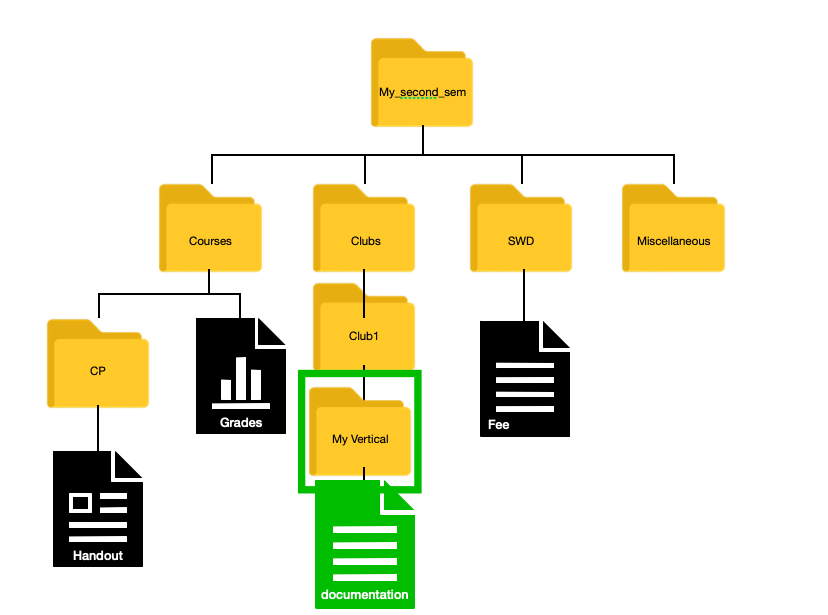 My_second_sem
Courses
Clubs
SWD
Miscellaneous
Club1
CP
Grades
Fee
My Vertical
Handout
documentation